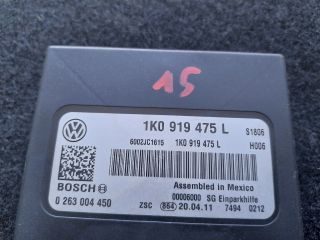 15
1K0 919 475 L
S1806
6002JC1615 1K0 919 475 L
H006
BOSCH
Assembled in Mexico
00006000 SG Einparkhilfe
0 263 004 450
ZSC 864 20.04.11 7494 0212